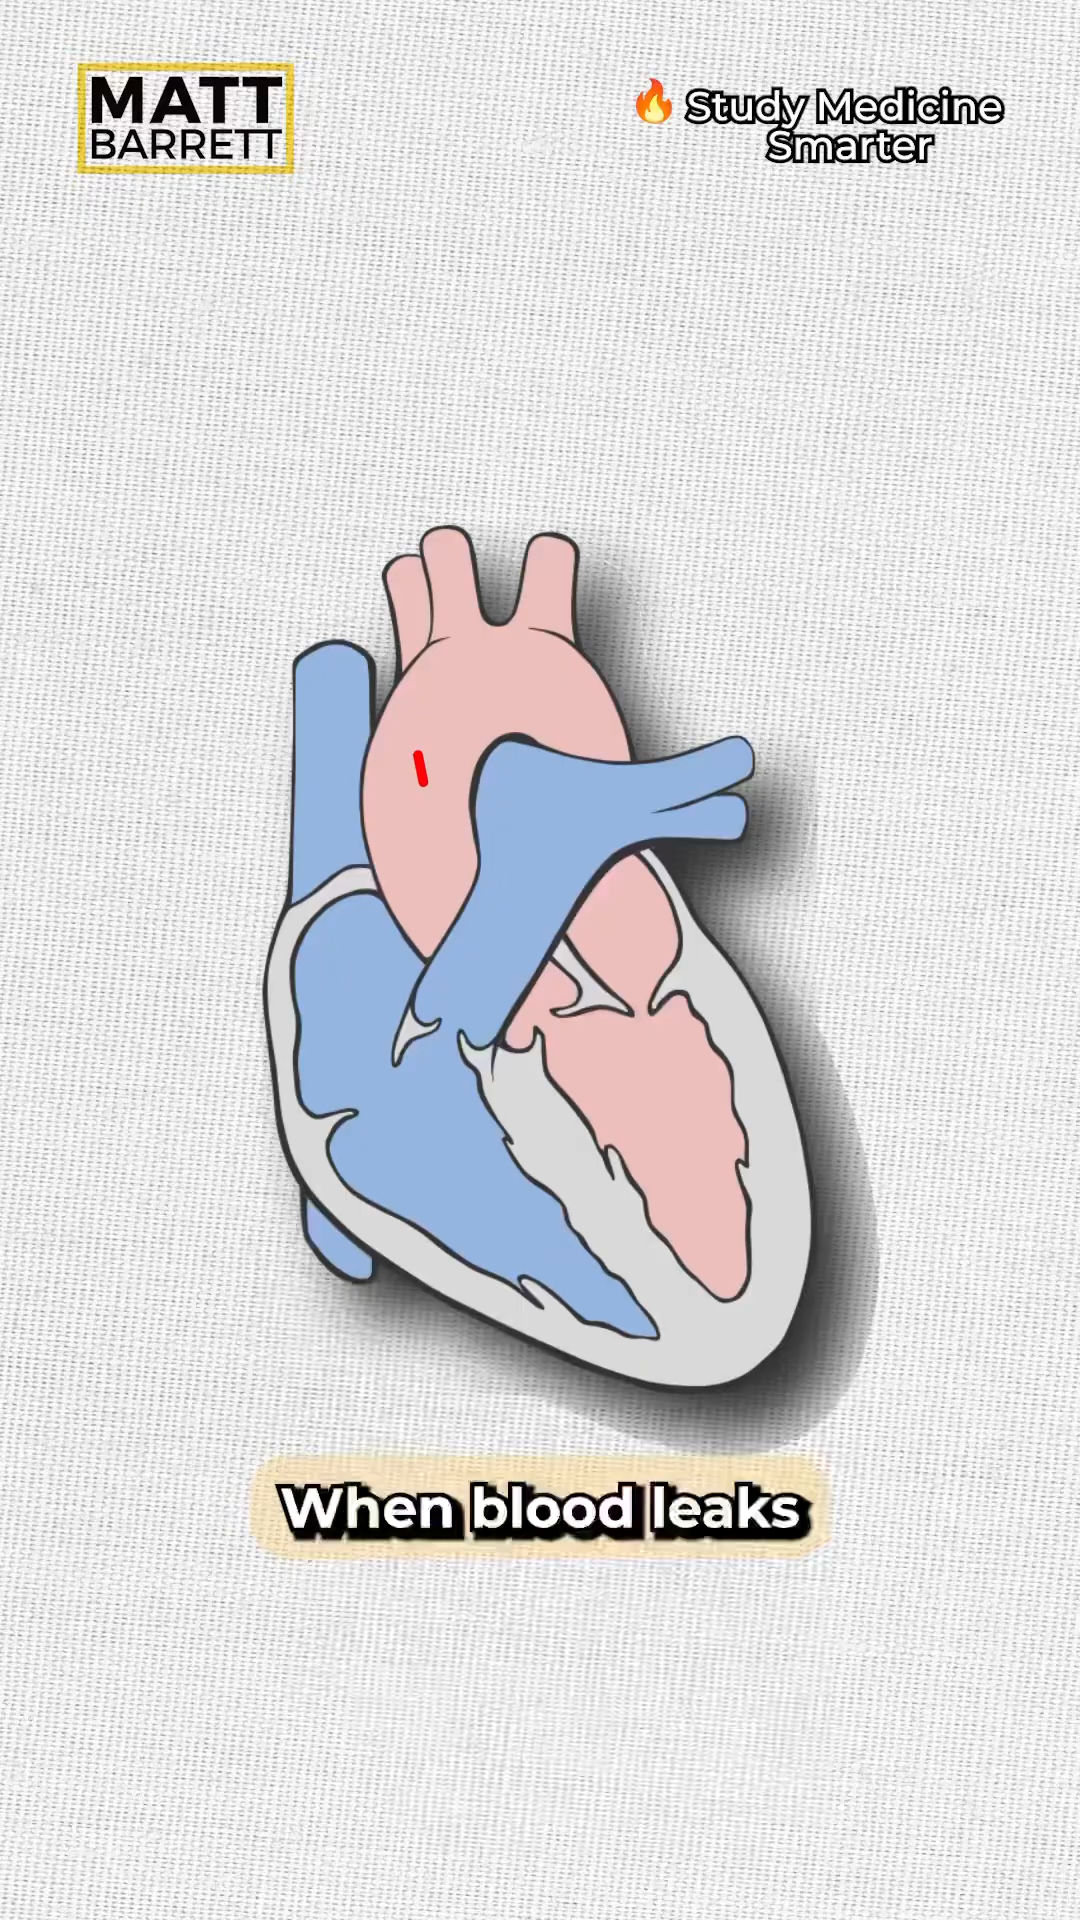 MATT
BARRETT
🔥 Study Medicine
Smarter
When blood leaks